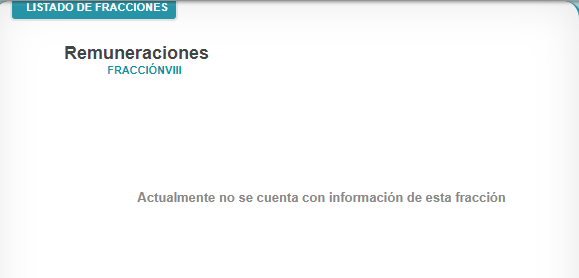 LISTADO DE FRACCIONES
Remuneraciones
FRACCIÓNVIII
Actualmente no se cuenta con información de esta fracción